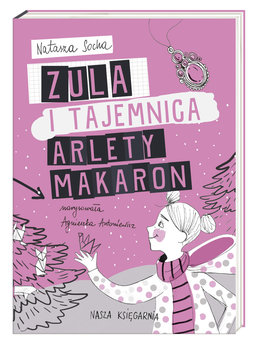 Natasza Socha
ZULA
I TAJEMNICA
ARLETY
MAKARON
narysowała
Agnieszka Antoniewicz
NASZA KSIĘGARNIA